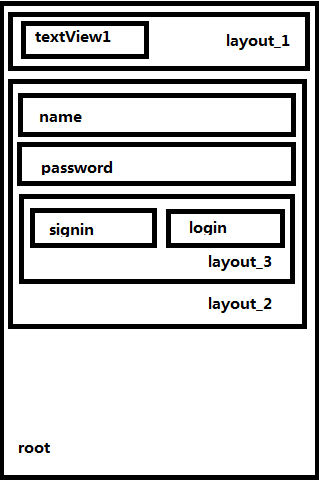 textView1
layout_1
name
password
signin
login
layout_3
layout_2
root